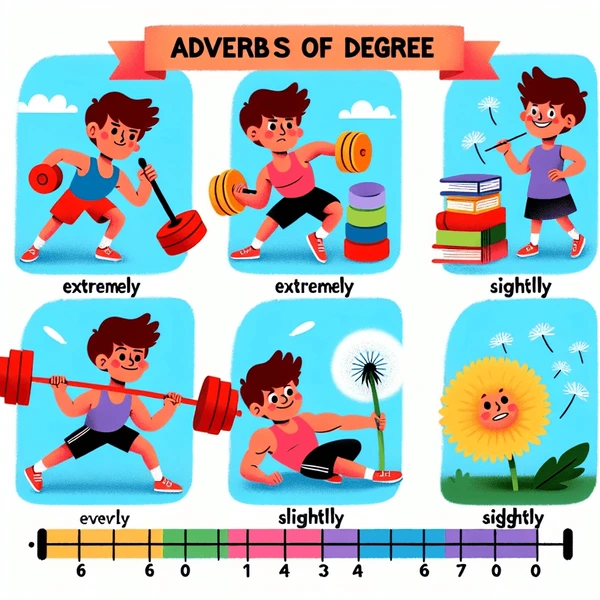 ADVERBS OF DEGREE
extremely extremely sightlly
evevly slightlly sidghtly
6 6 0 1 4 3 4 6 7 0 0